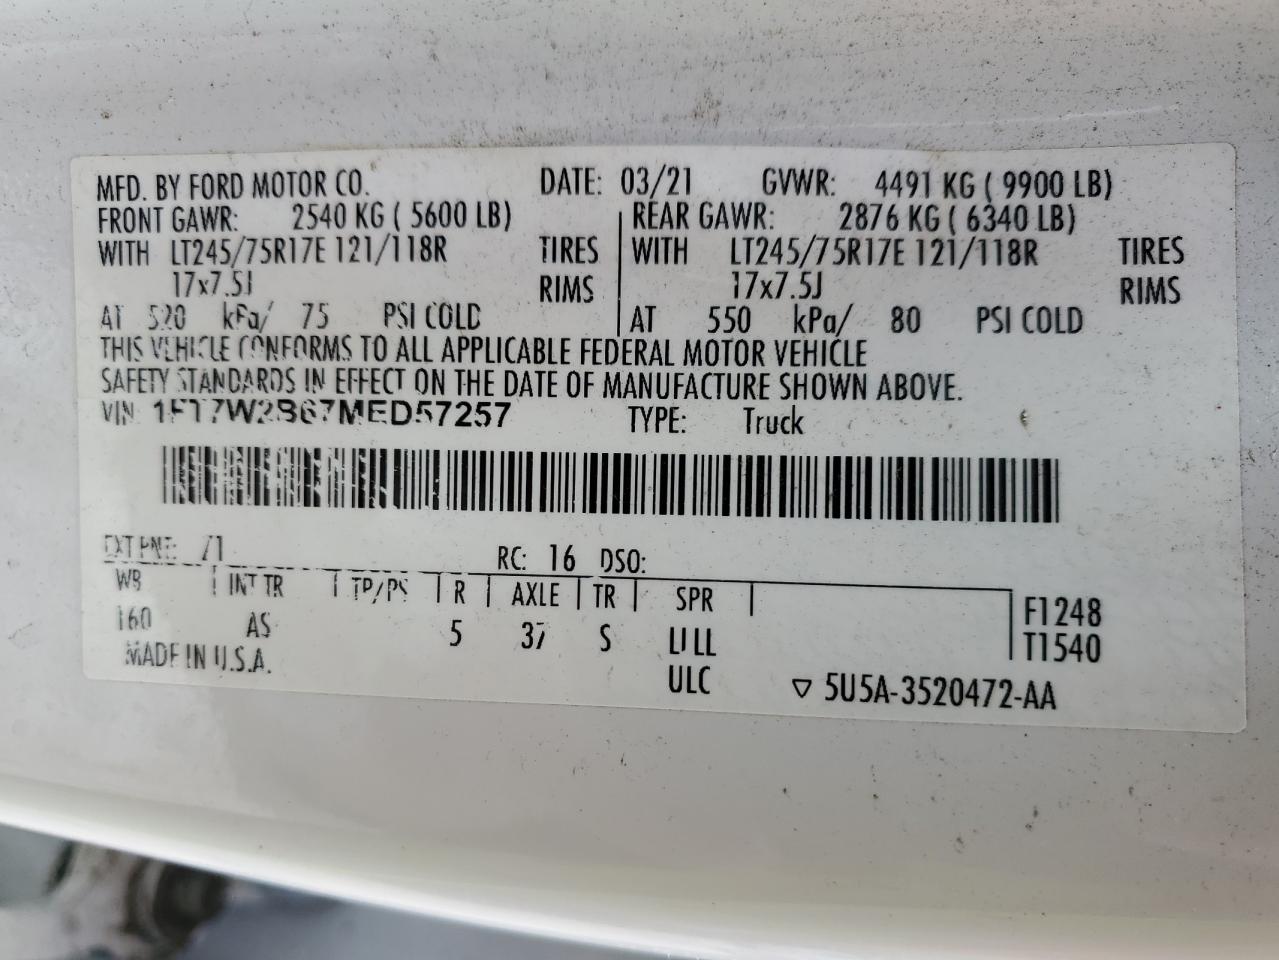 MFD. BY FORD MOTOR CO. DATE: 03/21 GVWR: 4491 KG ( 9900 LB)
FRONT GAWR: 2540 KG ( 5600 LB) REAR GAWR: 2876 KG ( 6340 LB)
WITH LT245/75R17E 121/118R TIRES WITH LT245/75R17E 121/118R TIRES
17x7.5J RIMS 17x7.5J RIMS
AT 520 kPa/ 75 PSI COLD AT 550 kPa/ 80 PSI COLD
THIS VEHICLE CONFORMS TO ALL APPLICABLE FEDERAL MOTOR VEHICLE
SAFETY STANDARDS IN EFFECT ON THE DATE OF MANUFACTURE SHOWN ABOVE.
VIN: 1FT7W2B67MED57257 TYPE: Truck
EXT PNT: Z1 RC: 16 DSO:
WB INT TR TP/PS R AXLE TR SPR F1248
160 AS 5 37 S T1540
MADE IN U.S.A. ULC 5U5A-3520472-AA